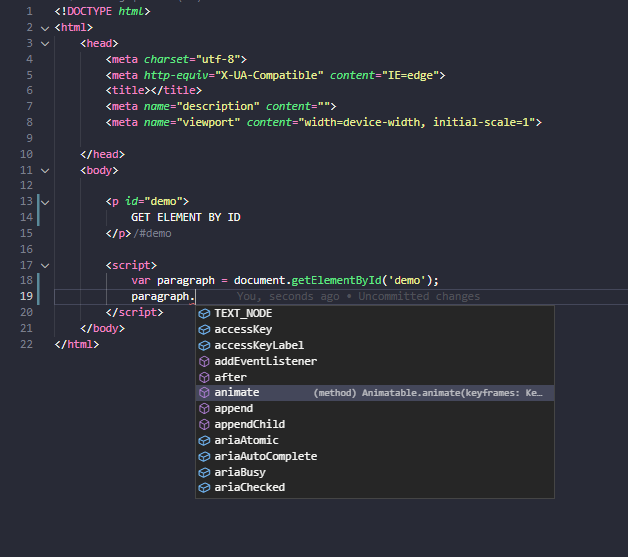 1 <!DOCTYPE html>
2 <html>
3 <head>
4 <meta charset="utf-8">
5 <meta http-equiv="X-UA-Compatible" content="IE=edge">
6 <title></title>
7 <meta name="description" content="">
8 <meta name="viewport" content="width=device-width, initial-scale=1">
9
10 </head>
11 <body>
12
13 <p id="demo">
14 GET ELEMENT BY ID
15 </p>/#demo
16
17 <script>
18 var paragraph = document.getElementById('demo');
19 paragraph. You, seconds ago • Uncommitted changes
20 </script>
21 </body>
22 </html>
TEXT_NODE
accessKey
accessKeyLabel
addEventListener
after
animate (method) Animatable.animate(keyframes: Ke…
append
appendChild
ariaAtomic
ariaAutoComplete
ariaBusy
ariaChecked